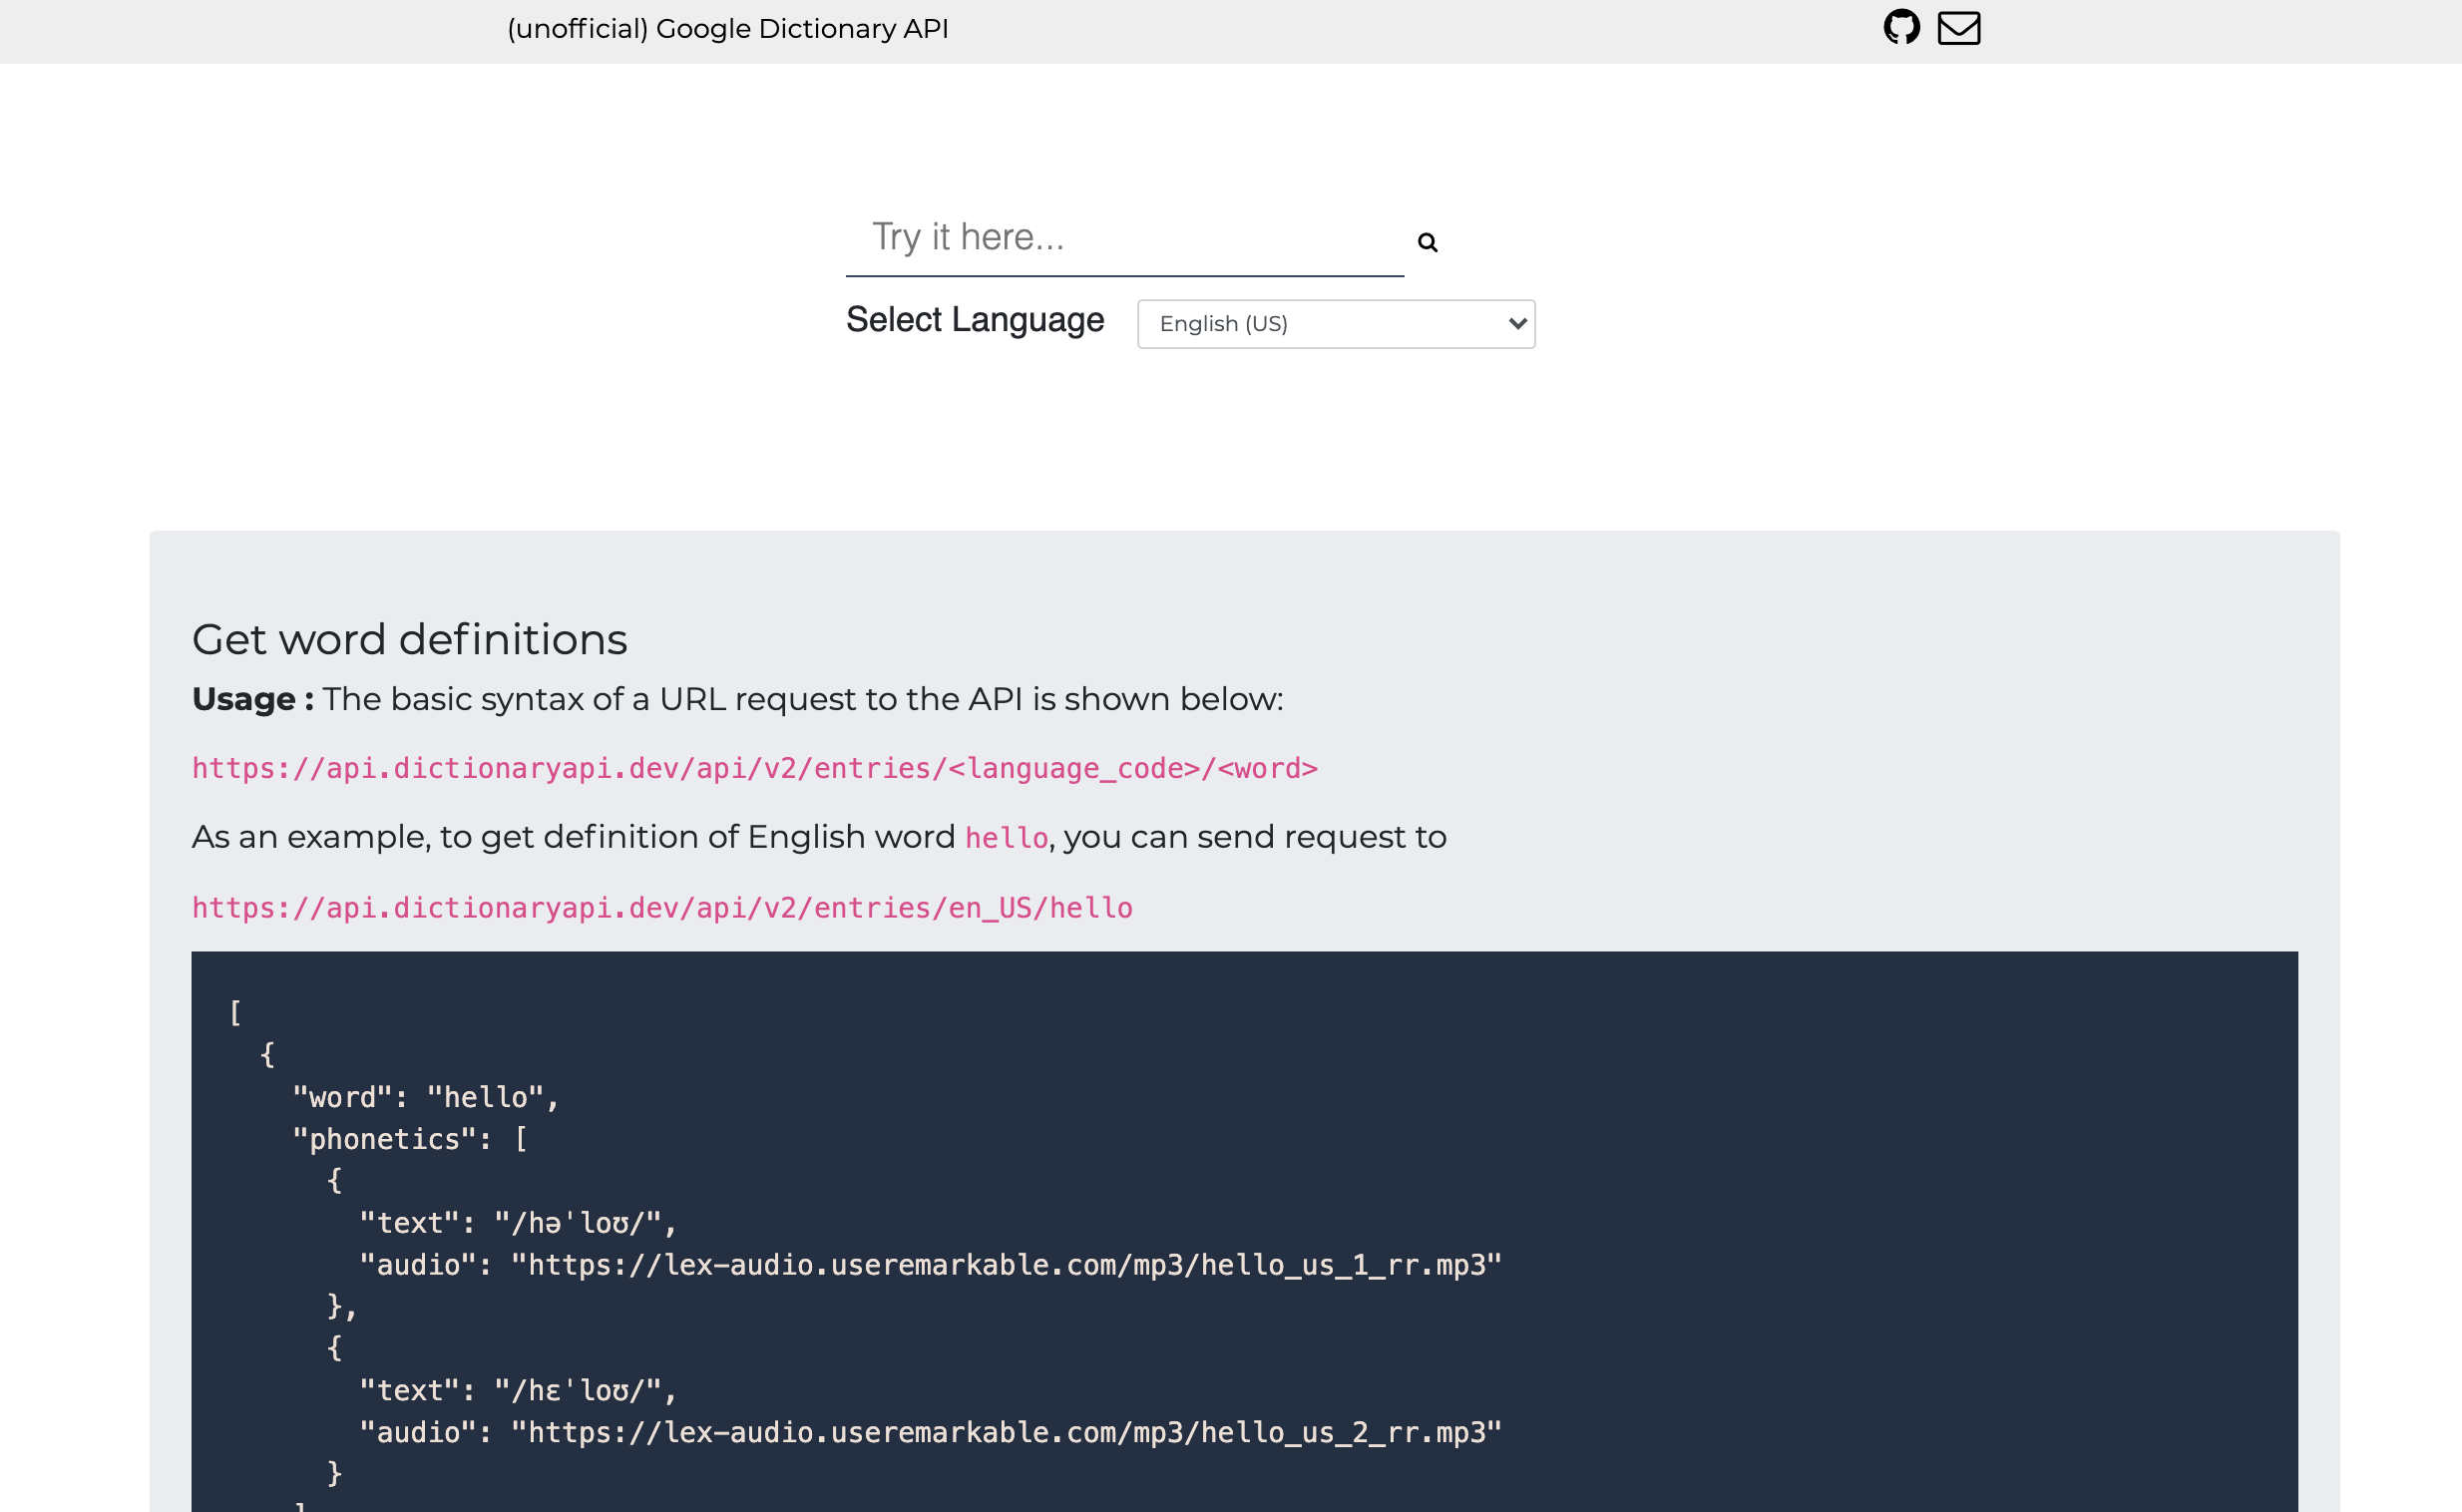 (unofficial) Google Dictionary API
Try it here...
Select Language
English (US)
Get word definitions
Usage : The basic syntax of a URL request to the API is shown below:
https://api.dictionaryapi.dev/api/v2/entries/<language_code>/<word>
As an example, to get definition of English word hello, you can send request to
https://api.dictionaryapi.dev/api/v2/entries/en_US/hello
[
  {
    "word": "hello",
    "phonetics": [
      {
        "text": "/həˈloʊ/",
        "audio": "https://lex-audio.useremarkable.com/mp3/hello_us_1_rr.mp3"
      },
      {
        "text": "/hɛˈloʊ/",
        "audio": "https://lex-audio.useremarkable.com/mp3/hello_us_2_rr.mp3"
      }
    ]